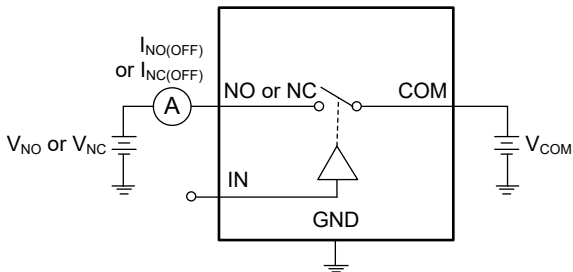 I_NO(OFF)
or I_NC(OFF)
A
NO or NC
COM
V_NO or V_NC
V_COM
IN
GND